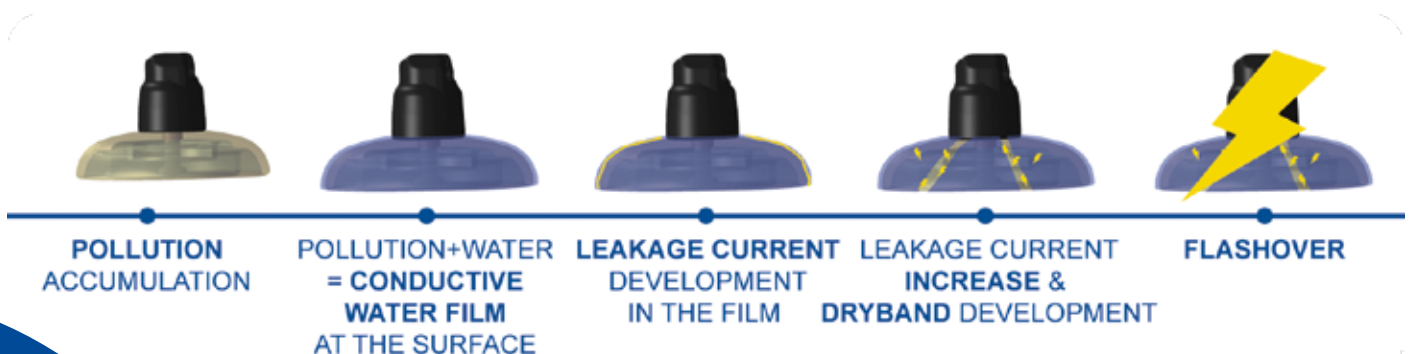 POLLUTION
ACCUMULATION
POLLUTION+WATER
= CONDUCTIVE
WATER FILM
AT THE SURFACE
LEAKAGE CURRENT
DEVELOPMENT
IN THE FILM
LEAKAGE CURRENT
INCREASE &
DRYBAND DEVELOPMENT
FLASHOVER